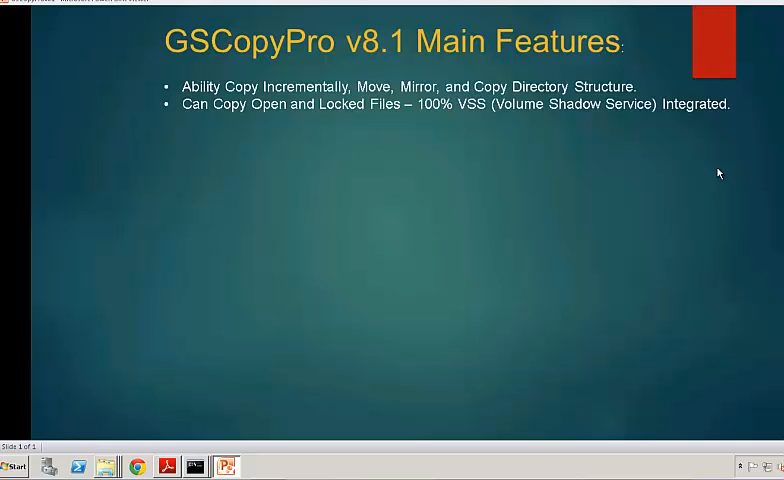 GSCopyPro v8.1 Main Features:
• Ability Copy Incrementally, Move, Mirror, and Copy Directory Structure.
• Can Copy Open and Locked Files – 100% VSS (Volume Shadow Service) Integrated.
Slide 1 of 1
Start